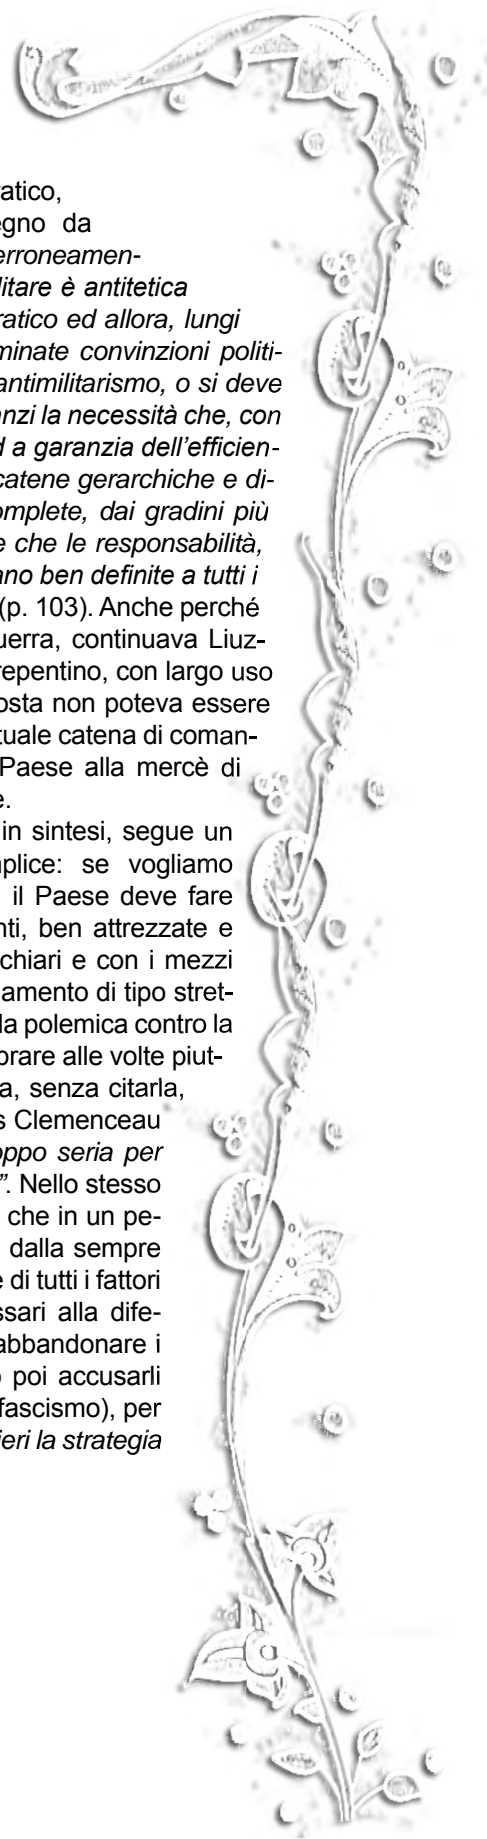 ratico,
egno da
erroneamen-
litare è antitetica
ratico ed allora, lungi
minate convinzioni politi-
antimilitarismo, o si deve
anzi la necessità che, con
d a garanzia dell’efficien-
catene gerarchiche e di-
omplete, dai gradini più
e che le responsabilità,
ano ben definite a tutti i
(p. 103). Anche perché
uerra, continuava Liuz-
repentino, con largo uso
osta non poteva essere
tuale catena di coman-
Paese alla mercè di
e.
in sintesi, segue un
plice: se vogliamo
il Paese deve fare
nti, ben attrezzate e
chiari e con i mezzi
amento di tipo stret-
la polemica contro la
brare alle volte piut-
a, senza citarla,
s Clemenceau
oppo seria per
”. Nello stesso
che in un pe-
dalla sempre
e di tutti i fattori
ssari alla dife-
abbandonare i
o poi accusarli
fascismo), per
ieri la strategia